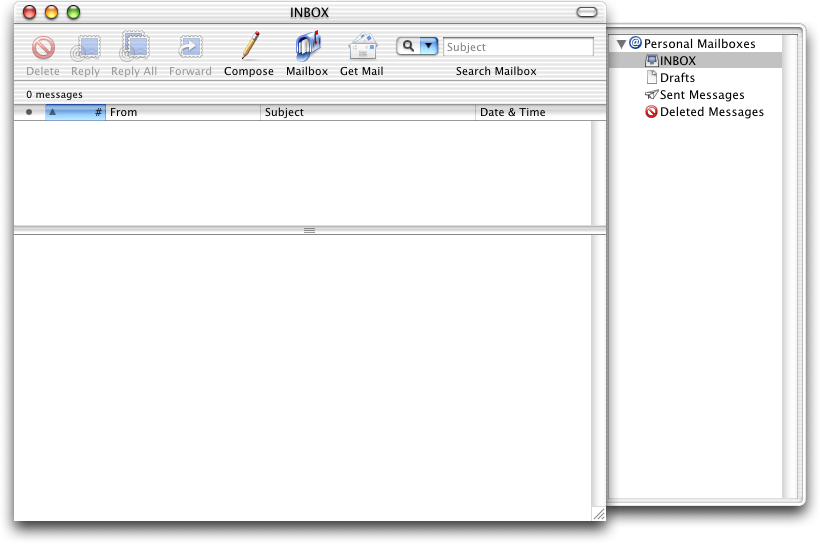 INBOX
Subject
Delete Reply Reply All Forward Compose Mailbox Get Mail Search Mailbox
0 messages
# From Subject Date & Time
Personal Mailboxes
INBOX
Drafts
Sent Messages
Deleted Messages